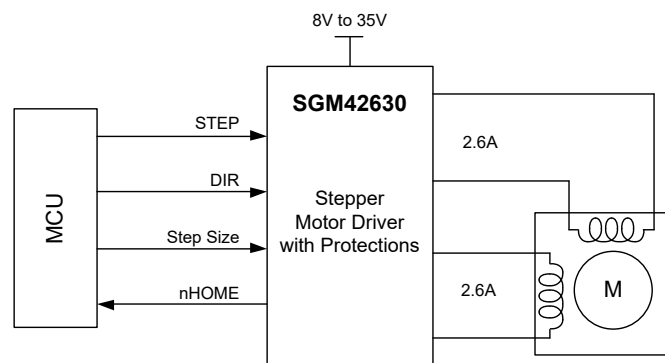 8V to 35V
SGM42630
STEP
2.6A
DIR
MCU
Stepper
Motor Driver
with Protections
Step Size
nHOME
2.6A
M